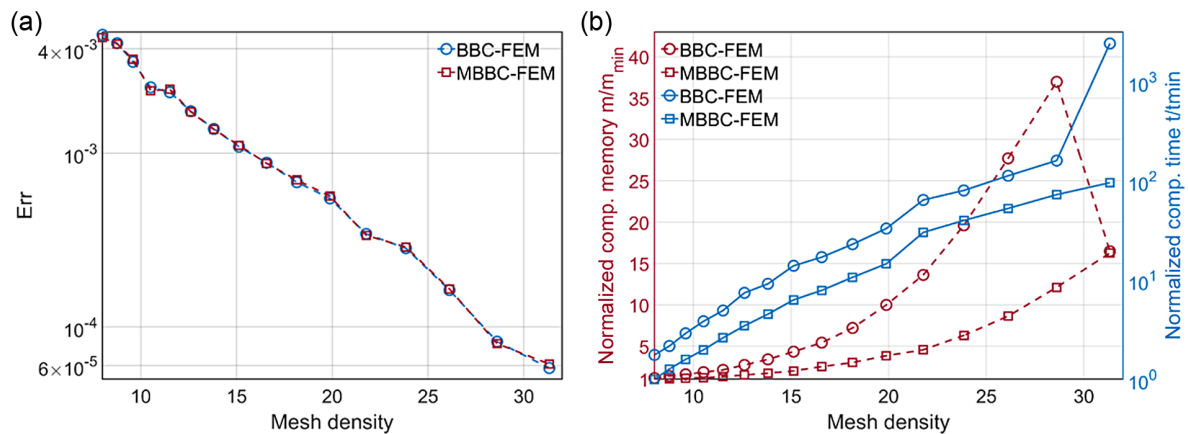 (a)
4×10⁻³
10⁻³
10⁻⁴
6×10⁻⁵
Err
BBC-FEM
MBBC-FEM
10 15 20 25 30
Mesh density
(b)
Normalized comp. memory m/m_min
40
35
30
25
20
15
10
5
1
BBC-FEM
MBBC-FEM
BBC-FEM
MBBC-FEM
10³
10²
10¹
10⁰
Normalized comp. time t/tmin
10 15 20 25 30
Mesh density